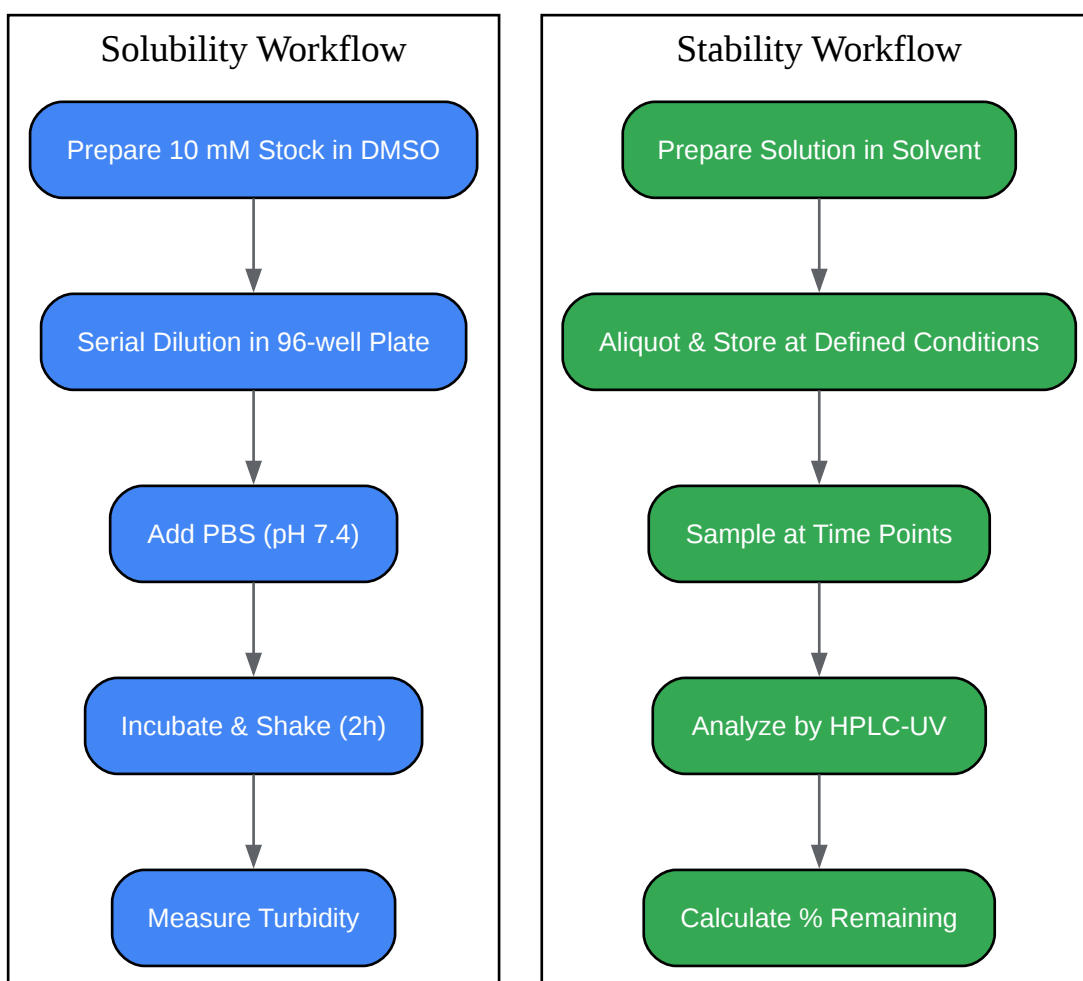 Solubility Workflow
Prepare 10 mM Stock in DMSO
Serial Dilution in 96-well Plate
Add PBS (pH 7.4)
Incubate & Shake (2h)
Measure Turbidity
Stability Workflow
Prepare Solution in Solvent
Aliquot & Store at Defined Conditions
Sample at Time Points
Analyze by HPLC-UV
Calculate % Remaining